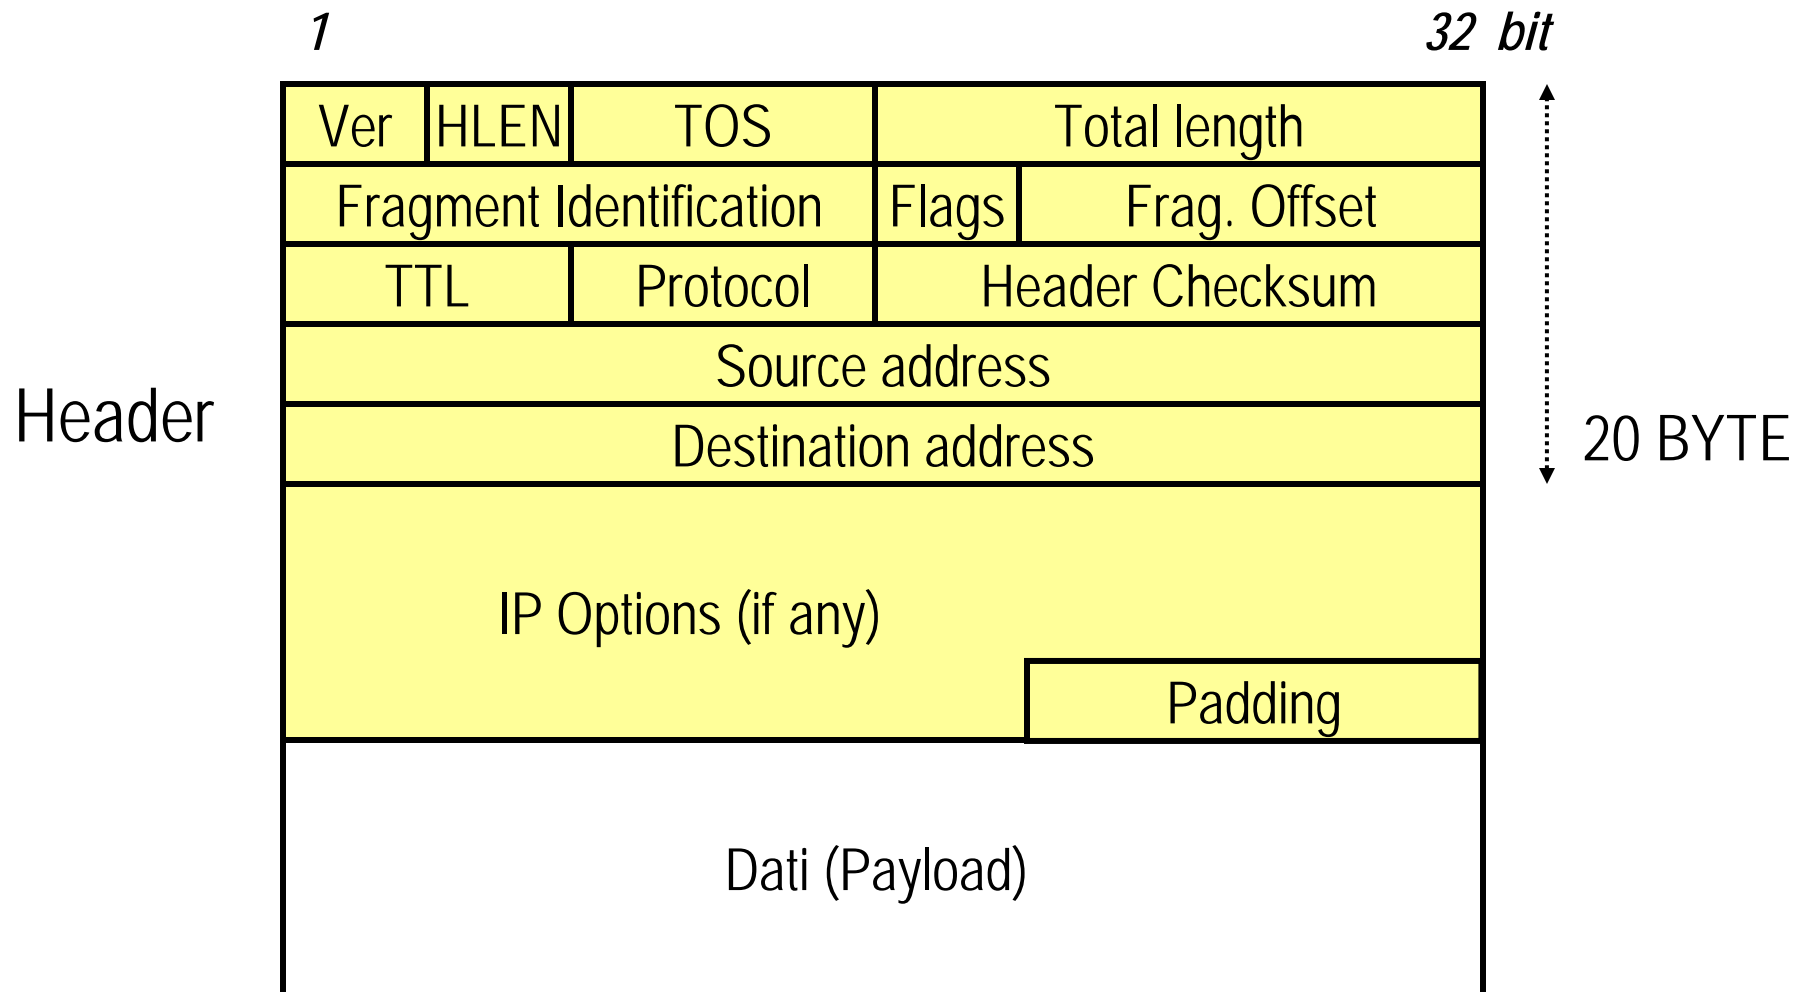 1 32 bit
Ver HLEN TOS Total length
Fragment Identification Flags Frag. Offset
TTL Protocol Header Checksum
Source address
Header
Destination address
20 BYTE
IP Options (if any)
Padding
Dati (Payload)